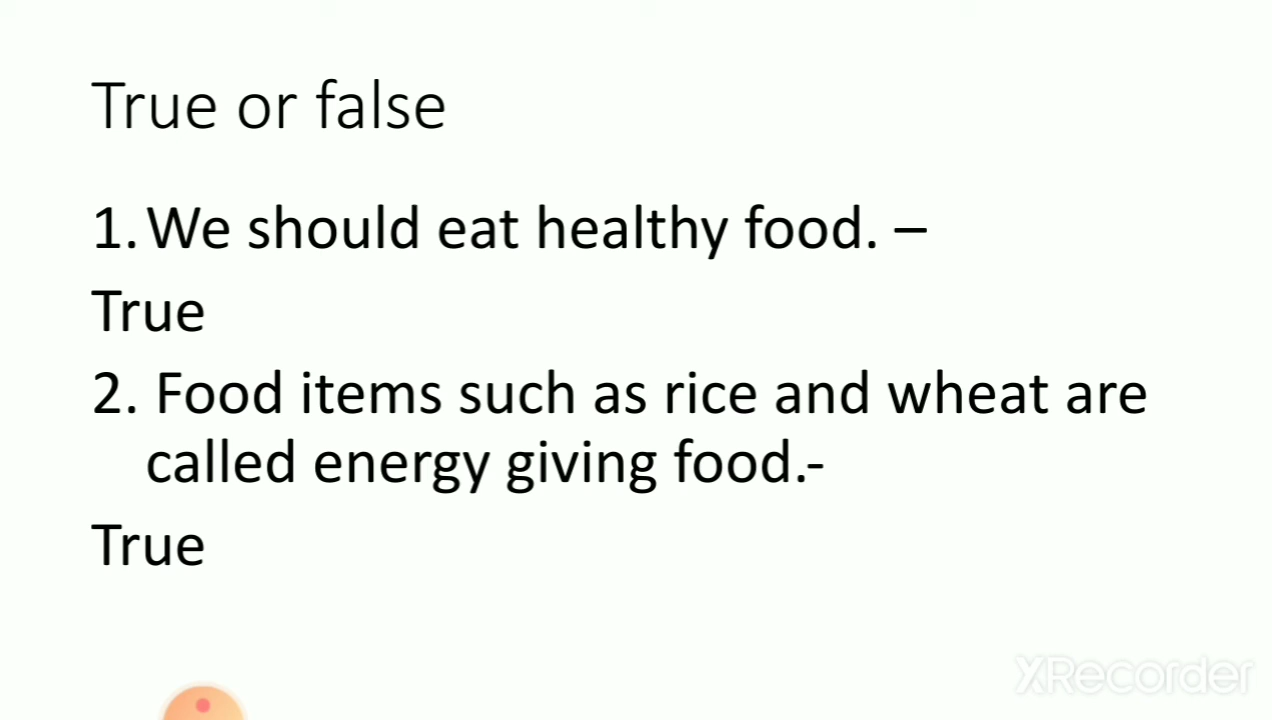 True or false
1. We should eat healthy food. –
True
2. Food items such as rice and wheat are
called energy giving food.-
True
XRecorder